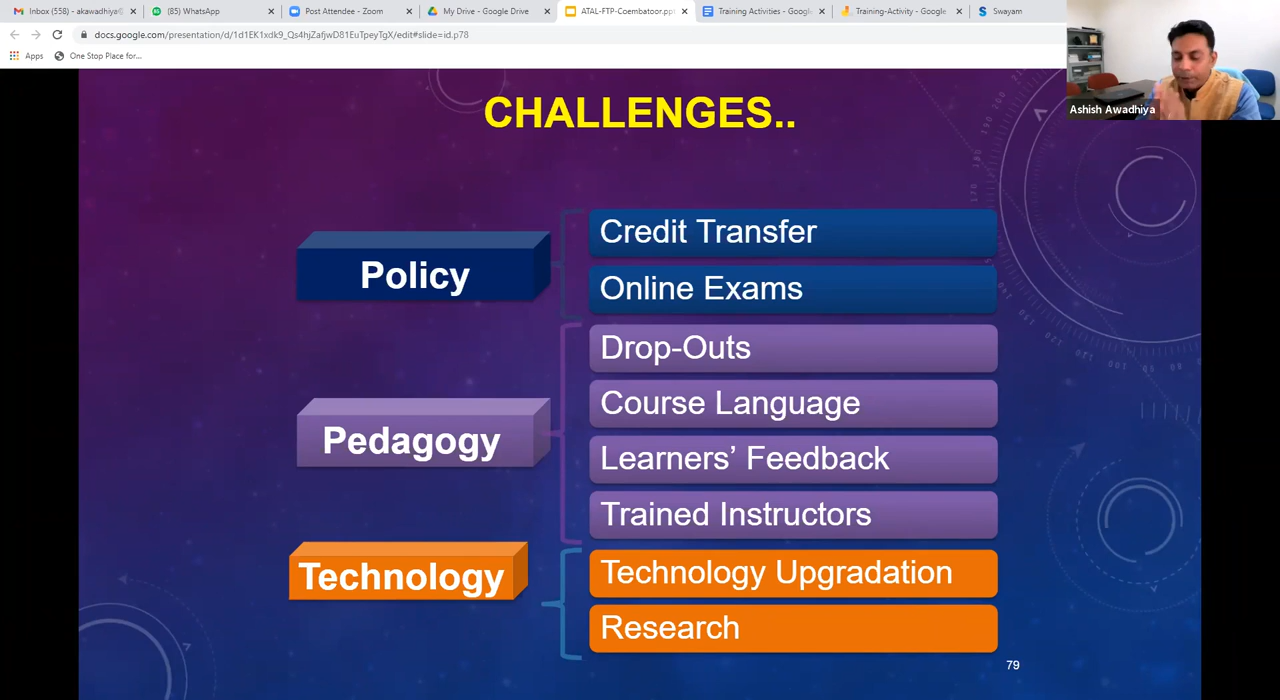 Inbox (558) - akawadhiya@
(85) WhatsApp
Post Attendee - Zoom
My Drive - Google Drive
ATAL-FTP-Coembatoor.pp
Training Activities - Googl
Training-Activity - Google
Swayam
docs.google.com/presentation/d/1d1EK1xdk9_Qs4hjZafjwD81EuTpeyTgX/edit#slide=id.p78
Apps
One Stop Place for...
Ashish Awadhiya
CHALLENGES..
Policy
Credit Transfer
Online Exams
Pedagogy
Drop-Outs
Course Language
Learners’ Feedback
Trained Instructors
Technology
Technology Upgradation
Research
79